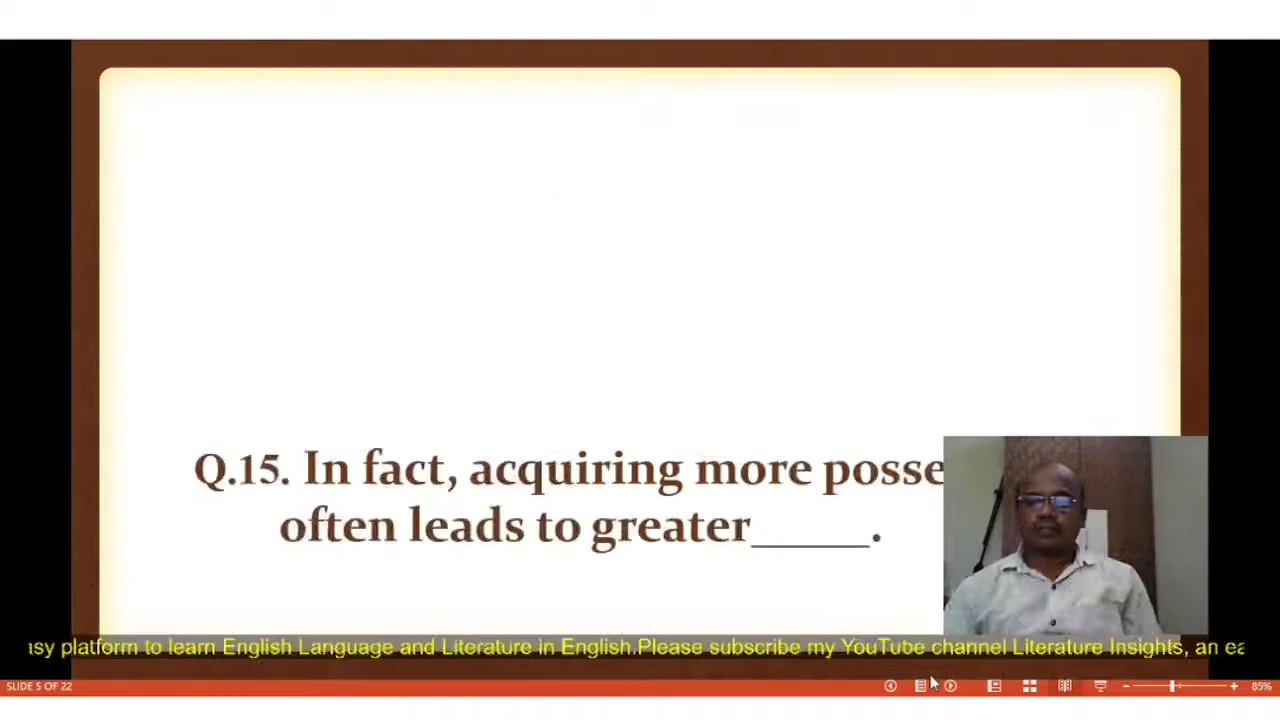 Q.15. In fact, acquiring more posse
often leads to greater______.
asy platform to learn English Language and Literature in English.Please subscribe my YouTube channel Literature Insights, an ea
SLIDE 5 OF 22
85%